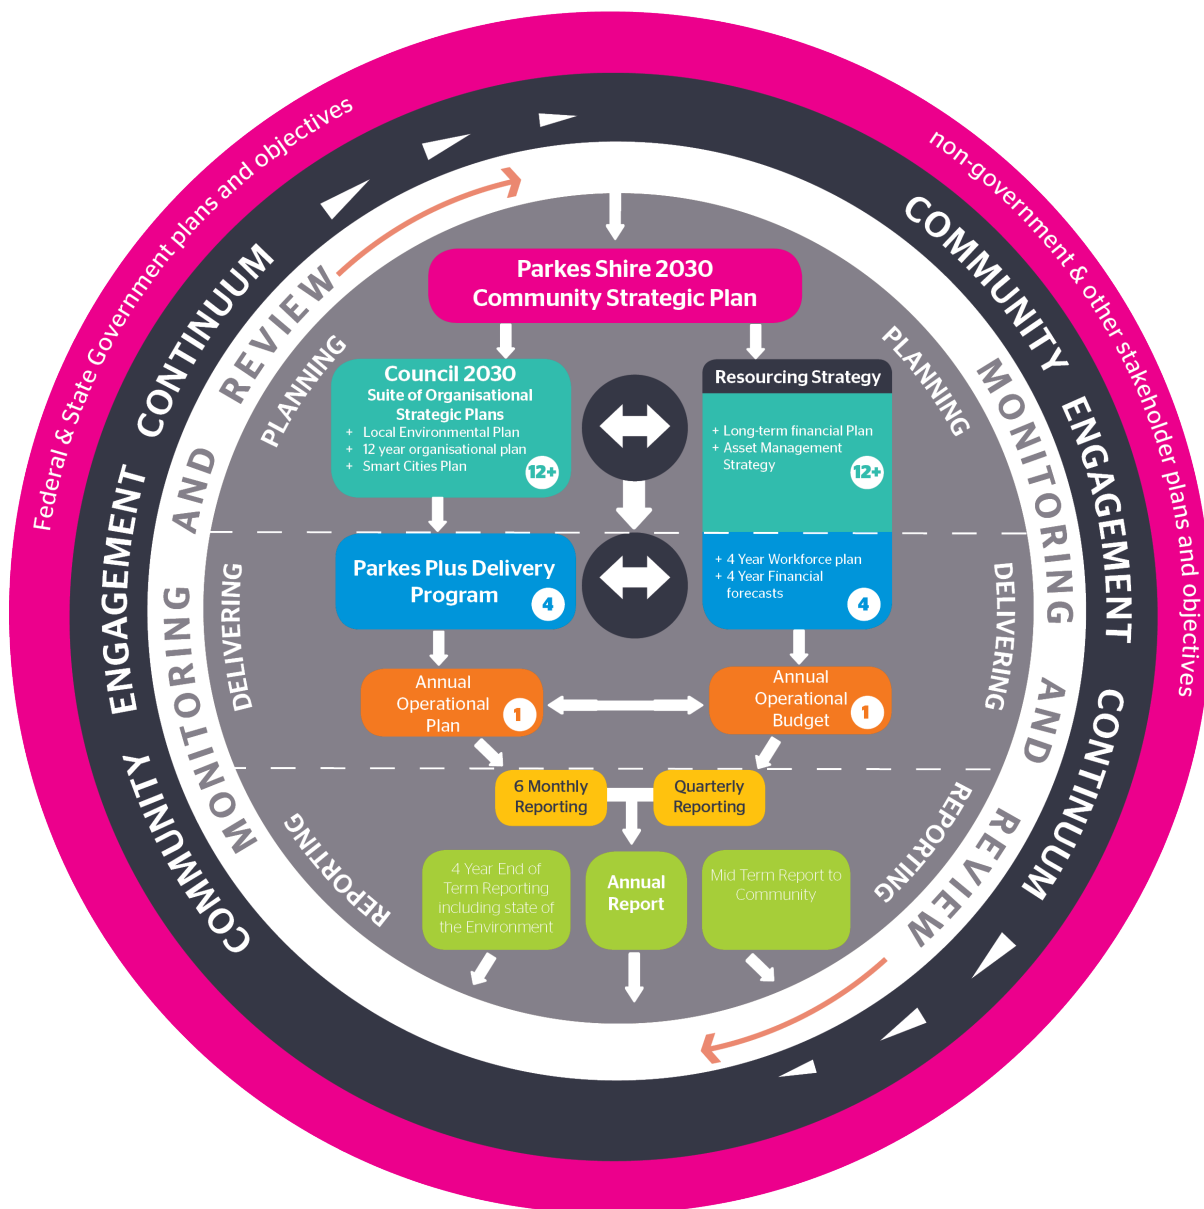 Federal & State Government plans and objectives
non-government & other stakeholder plans and objectives
COMMUNITY ENGAGEMENT CONTINUUM
COMMUNITY ENGAGEMENT CONTINUUM
MONITORING AND REVIEW
MONITORING AND REVIEW
PLANNING
PLANNING
Parkes Shire 2030
Community Strategic Plan
Council 2030
Suite of Organisational
Strategic Plans
+ Local Environmental Plan
+ 12 year organisational plan
+ Smart Cities Plan
12+
Resourcing Strategy
+ Long-term financial Plan
+ Asset Management
Strategy
12+
DELIVERING
DELIVERING
Parkes Plus Delivery
Program
4
+ 4 Year Workforce plan
+ 4 Year Financial
forecasts
4
Annual
Operational
Plan
1
Annual
Operational
Budget
1
REPORTING
REPORTING
6 Monthly
Reporting
Quarterly
Reporting
4 Year End of
Term Reporting
including state of
the Environment
Annual
Report
Mid Term Report to
Community